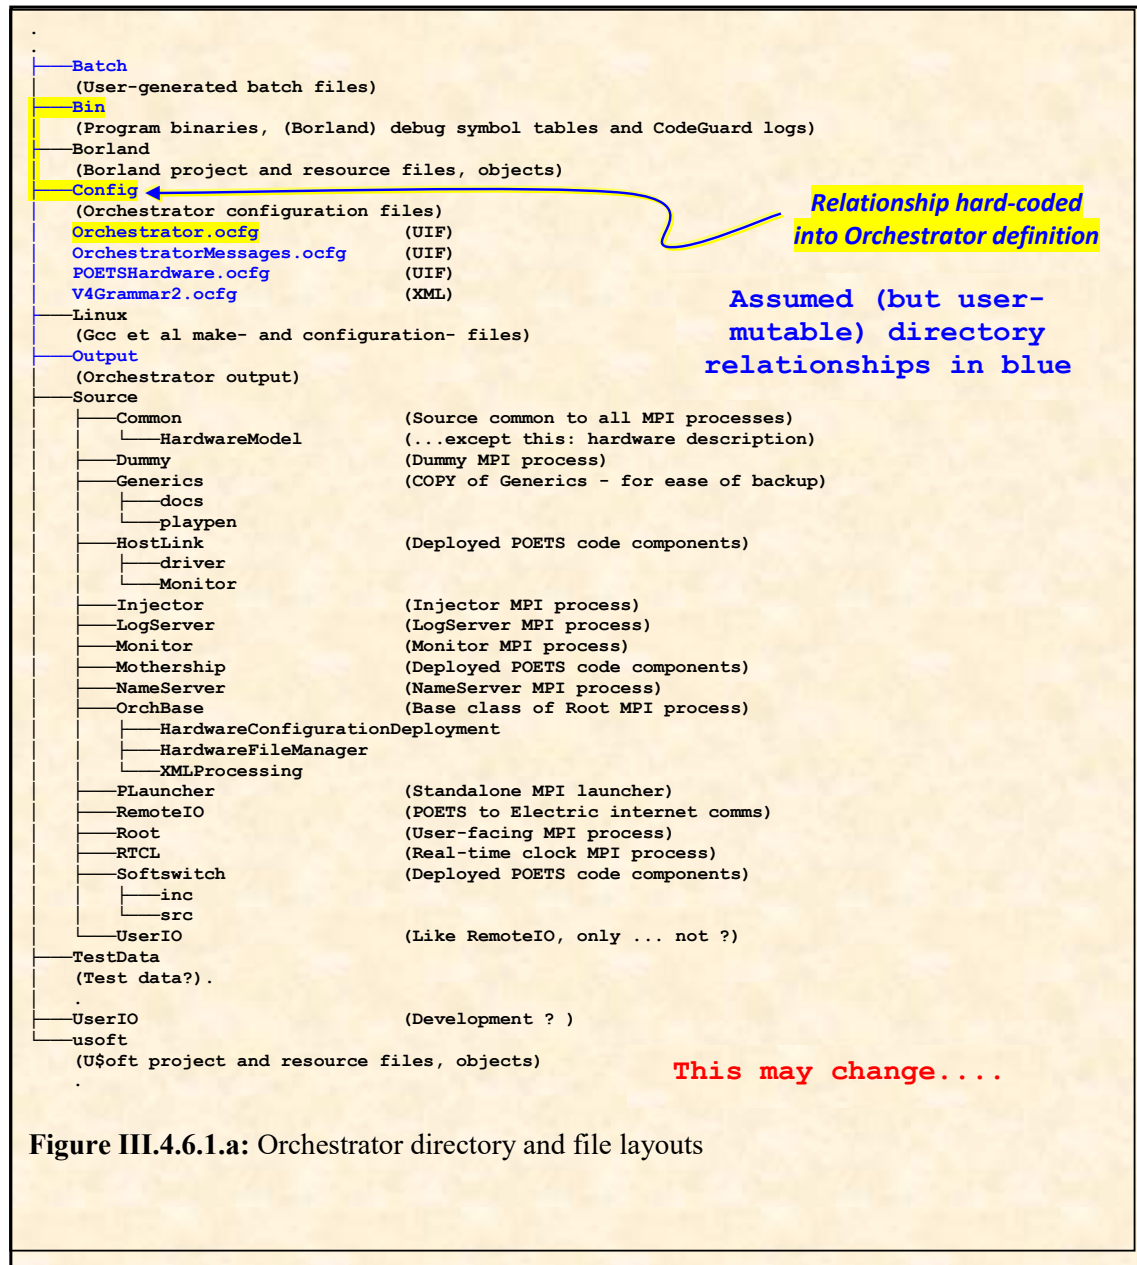 .
.
├───Batch
│   (User-generated batch files)
├───Bin
│   (Program binaries, (Borland) debug symbol tables and CodeGuard logs)
├───Borland
│   (Borland project and resource files, objects)
├───Config
│   (Orchestrator configuration files)
│   Orchestrator.ocfg             (UIF)
│   OrchestratorMessages.ocfg     (UIF)
│   POETSHardware.ocfg            (UIF)
│   V4Grammar2.ocfg               (XML)
├───Linux
│   (Gcc et al make- and configuration- files)
├───Output
│   (Orchestrator output)
├───Source
│   ├───Common                    (Source common to all MPI processes)
│   │   └───HardwareModel         (...except this: hardware description)
│   ├───Dummy                     (Dummy MPI process)
│   ├───Generics                  (COPY of Generics - for ease of backup)
│   │   ├───docs
│   │   └───playpen
│   ├───HostLink                  (Deployed POETS code components)
│   │   ├───driver
│   │   └───Monitor
│   ├───Injector                  (Injector MPI process)
│   ├───LogServer                 (LogServer MPI process)
│   ├───Monitor                   (Monitor MPI process)
│   ├───Mothership                (Deployed POETS code components)
│   ├───NameServer                (NameServer MPI process)
│   ├───OrchBase                  (Base class of Root MPI process)
│   │   ├───HardwareConfigurationDeployment
│   │   ├───HardwareFileManager
│   │   └───XMLProcessing
│   ├───PLauncher                 (Standalone MPI launcher)
│   ├───RemoteIO                  (POETS to Electric internet comms)
│   ├───Root                      (User-facing MPI process)
│   ├───RTCL                      (Real-time clock MPI process)
│   ├───Softswitch                (Deployed POETS code components)
│   │   ├───inc
│   │   └───src
│   └───UserIO                    (Like RemoteIO, only ... not ?)
├───TestData
│   (Test data?).
│   .
├───UserIO                        (Development ? )
└───usoft
    (U$oft project and resource files, objects)
    .
Relationship hard-coded
into Orchestrator definition
Assumed (but user-
mutable) directory
relationships in blue
This may change....
Figure III.4.6.1.a: Orchestrator directory and file layouts